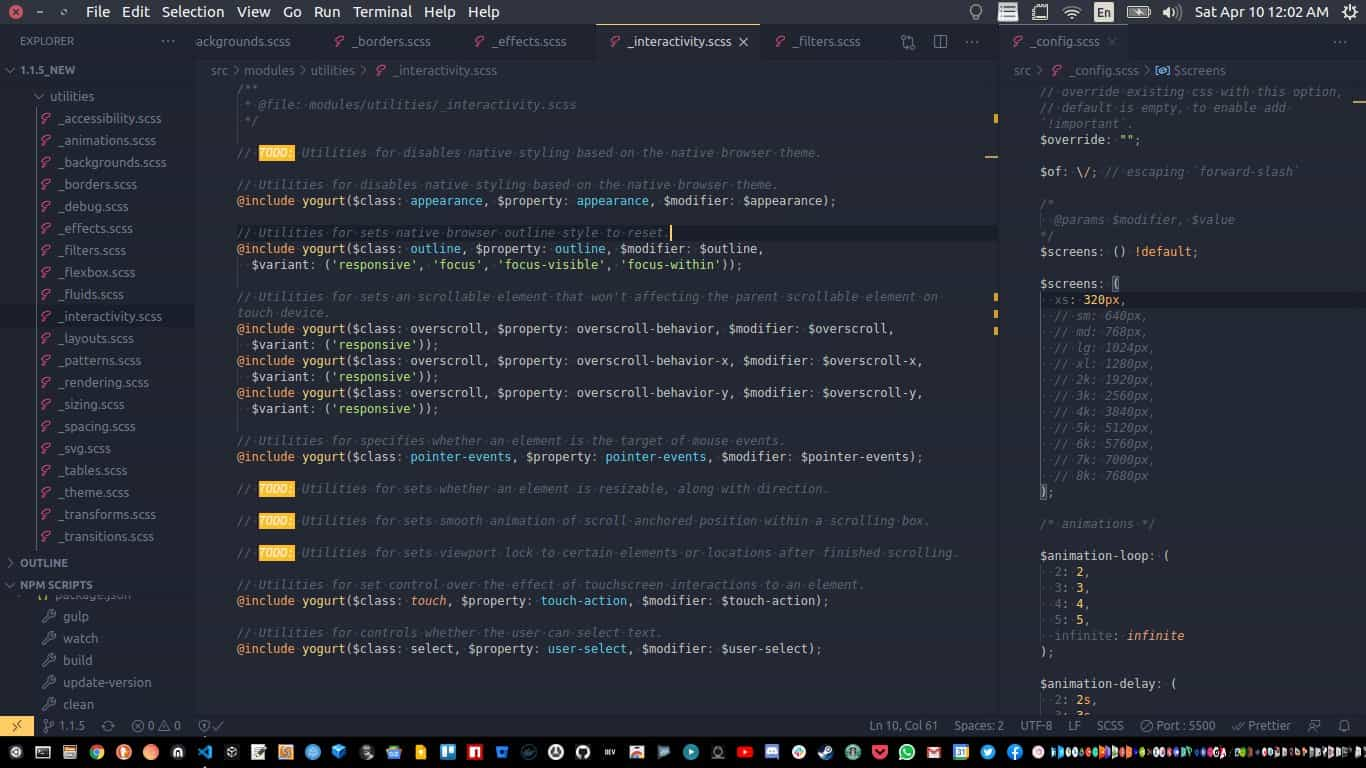 File Edit Selection View Go Run Terminal Help Help
En
Sat Apr 10 12:02 AM
EXPLORER
ackgrounds.scss
_borders.scss
_effects.scss
_interactivity.scss
_filters.scss
_config.scss
1.1.5_NEW
utilities
_accessibility.scss
_animations.scss
_backgrounds.scss
_borders.scss
_debug.scss
_effects.scss
_filters.scss
_flexbox.scss
_fluids.scss
_interactivity.scss
_layouts.scss
_patterns.scss
_rendering.scss
_sizing.scss
_spacing.scss
_svg.scss
_tables.scss
_theme.scss
_transforms.scss
_transitions.scss
OUTLINE
NPM SCRIPTS
package.json
gulp
watch
build
update-version
clean
src > modules > utilities > _interactivity.scss
/**
* @file: modules/utilities/_interactivity.scss
*/
// TODO: Utilities for disables native styling based on the native browser theme.
// Utilities for disables native styling based on the native browser theme.
@include yogurt($class: appearance, $property: appearance, $modifier: $appearance);
// Utilities for sets native browser outline style to reset.
@include yogurt($class: outline, $property: outline, $modifier: $outline,
$variant: ('responsive', 'focus', 'focus-visible', 'focus-within'));
// Utilities for sets an scrollable element that won't affecting the parent scrollable element on
touch device.
@include yogurt($class: overscroll, $property: overscroll-behavior, $modifier: $overscroll,
$variant: ('responsive'));
@include yogurt($class: overscroll, $property: overscroll-behavior-x, $modifier: $overscroll-x,
$variant: ('responsive'));
@include yogurt($class: overscroll, $property: overscroll-behavior-y, $modifier: $overscroll-y,
$variant: ('responsive'));
// Utilities for specifies whether an element is the target of mouse events.
@include yogurt($class: pointer-events, $property: pointer-events, $modifier: $pointer-events);
// TODO: Utilities for sets whether an element is resizable, along with direction.
// TODO: Utilities for sets smooth animation of scroll anchored position within a scrolling box.
// TODO: Utilities for sets viewport lock to certain elements or locations after finished scrolling.
// Utilities for set control over the effect of touchscreen interactions to an element.
@include yogurt($class: touch, $property: touch-action, $modifier: $touch-action);
// Utilities for controls whether the user can select text.
@include yogurt($class: select, $property: user-select, $modifier: $user-select);
src > _config.scss > $screens
// override existing css with this option,
// default is empty, to enable add
`!important`.
$override: "";
$of: \/; // escaping `forward-slash`
/*
@params $modifier, $value
*/
$screens: () !default;
$screens: (
xs: 320px,
// sm: 640px,
// md: 768px,
// lg: 1024px,
// xl: 1280px,
// 2k: 1920px,
// 3k: 2560px,
// 4k: 3840px,
// 5k: 5120px,
// 6k: 5760px,
// 7k: 7000px,
// 8k: 7680px
);
/* animations */
$animation-loop: (
2: 2,
3: 3,
4: 4,
5: 5,
infinite: infinite
);
$animation-delay: (
2: 2s,
3: 3s,
1.1.5
0
0
Ln 10, Col 61
Spaces: 2
UTF-8
LF
SCSS
Port : 5500
Prettier